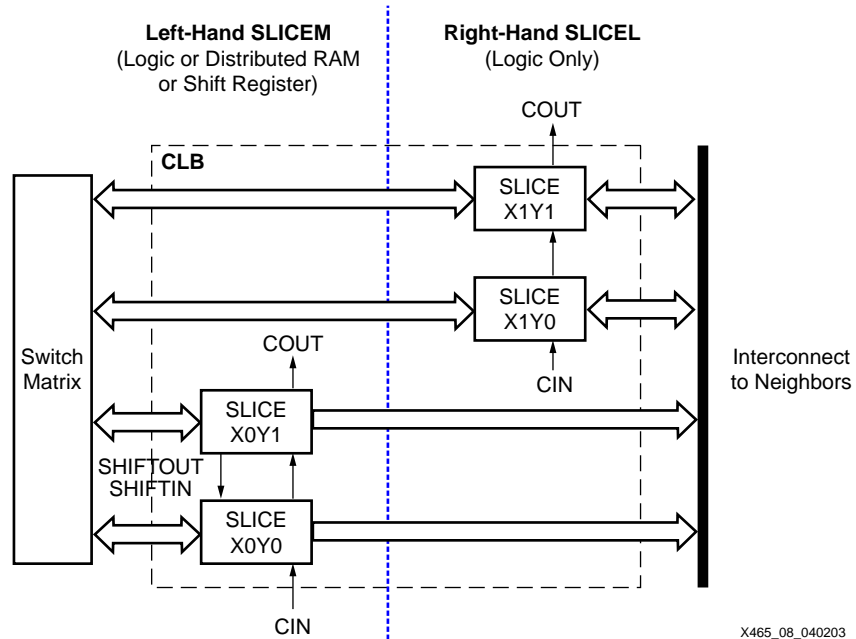 Left-Hand SLICEM
(Logic or Distributed RAM
or Shift Register)
Right-Hand SLICEL
(Logic Only)
COUT
CLB
SLICE
X1Y1
SLICE
X1Y0
COUT
CIN
Switch
Matrix
Interconnect
to Neighbors
SLICE
X0Y1
SHIFTOUT
SHIFTIN
SLICE
X0Y0
CIN
X465_08_040203